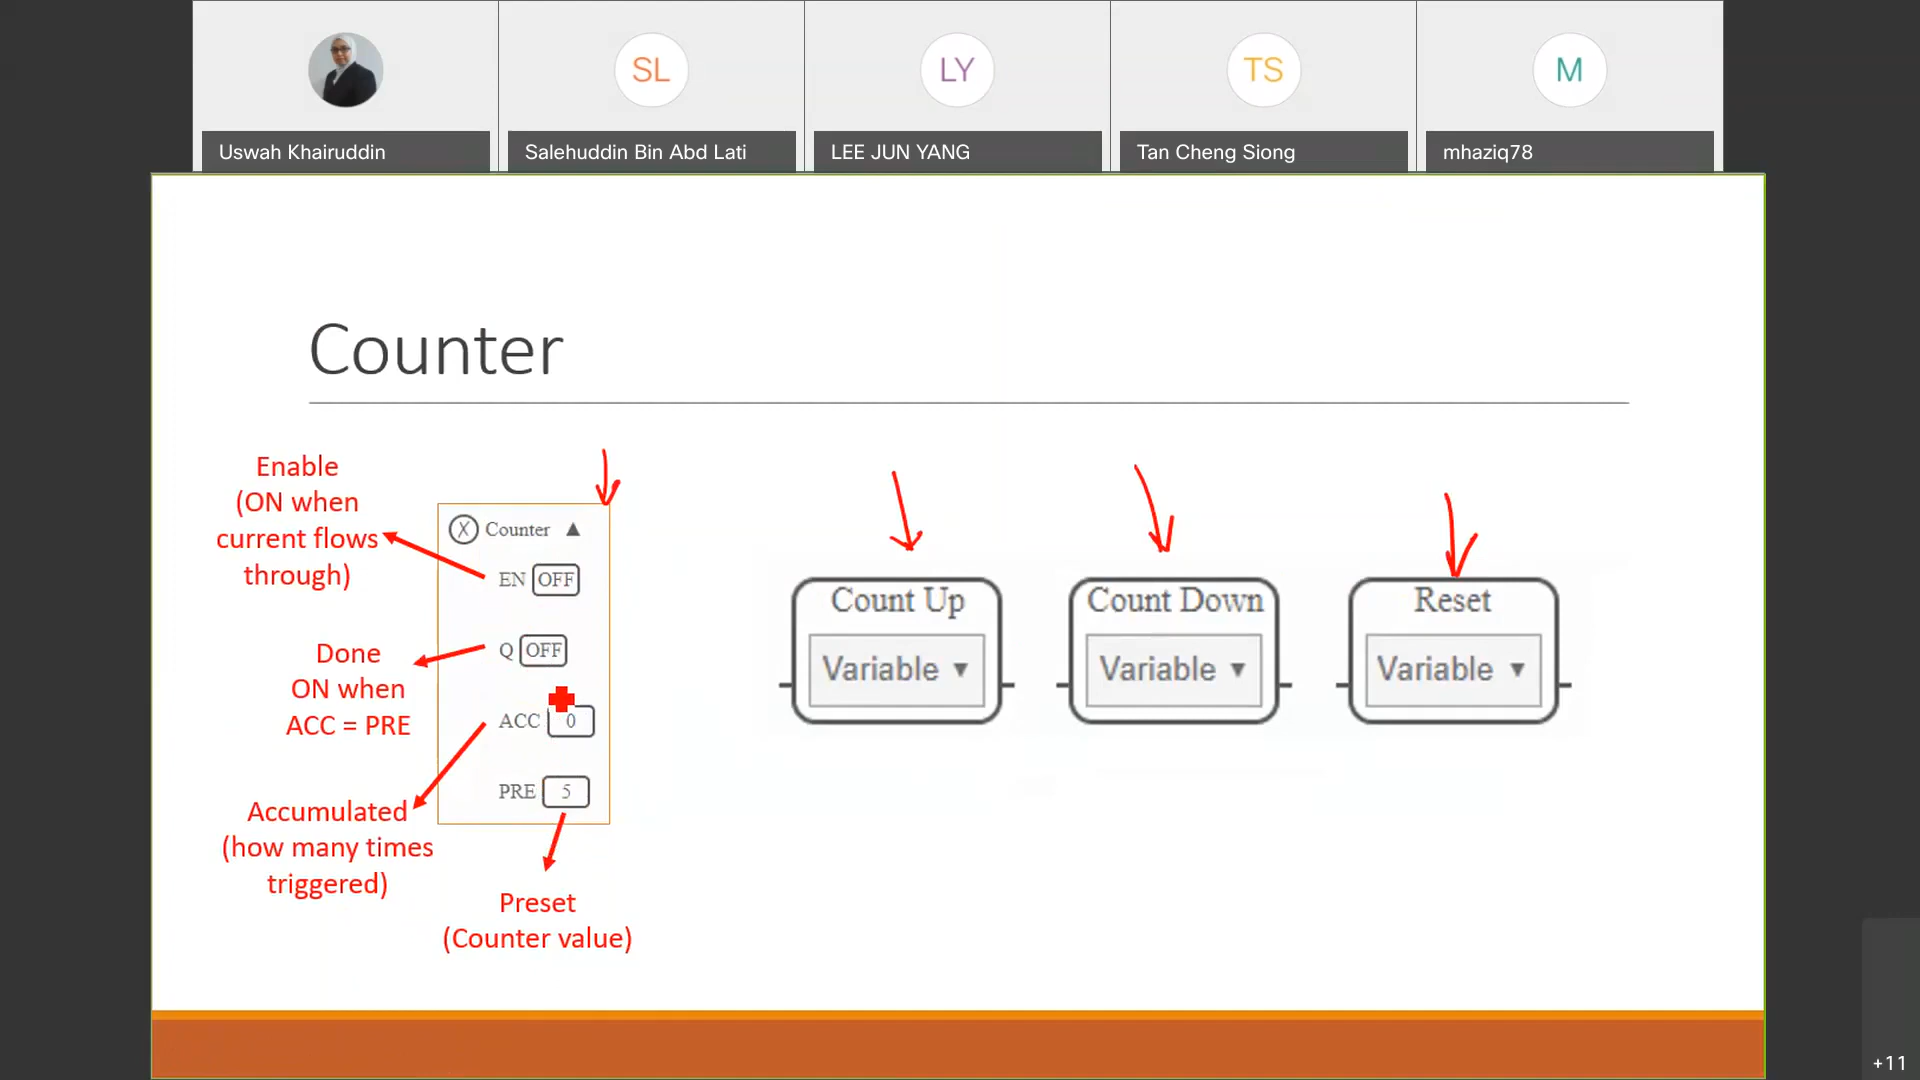 SL
LY
TS
M
Uswah Khairuddin
Salehuddin Bin Abd Lati
LEE JUN YANG
Tan Cheng Siong
mhaziq78
Counter
Enable
(ON when
current flows
through)
Done
ON when
ACC = PRE
Accumulated
(how many times
triggered)
X Counter ▲
EN OFF
Q OFF
ACC 0
PRE 5
Preset
(Counter value)
Count Up
Variable ▼
Count Down
Variable ▼
Reset
Variable ▼
+11